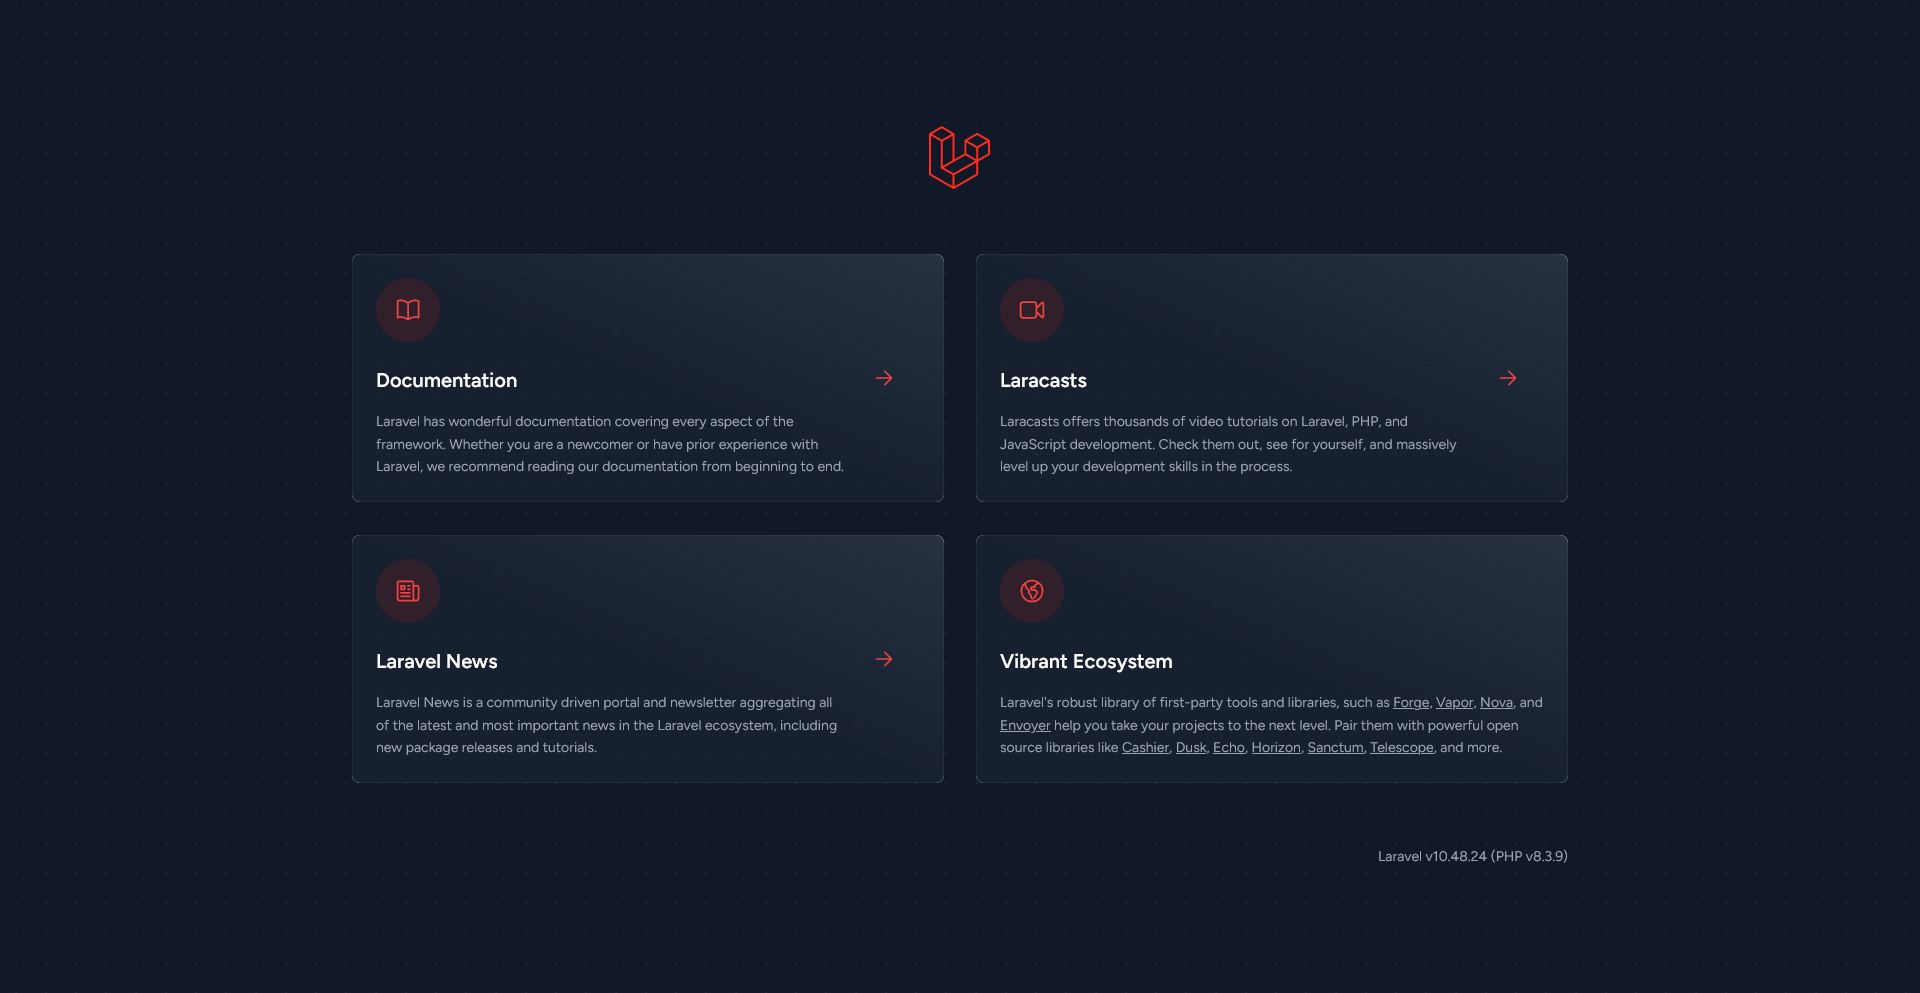 Documentation
Laravel has wonderful documentation covering every aspect of the
framework. Whether you are a newcomer or have prior experience with
Laravel, we recommend reading our documentation from beginning to end.
Laracasts
Laracasts offers thousands of video tutorials on Laravel, PHP, and
JavaScript development. Check them out, see for yourself, and massively
level up your development skills in the process.
Laravel News
Laravel News is a community driven portal and newsletter aggregating all
of the latest and most important news in the Laravel ecosystem, including
new package releases and tutorials.
Vibrant Ecosystem
Laravel's robust library of first-party tools and libraries, such as Forge, Vapor, Nova, and
Envoyer help you take your projects to the next level. Pair them with powerful open
source libraries like Cashier, Dusk, Echo, Horizon, Sanctum, Telescope, and more.
Laravel v10.48.24 (PHP v8.3.9)